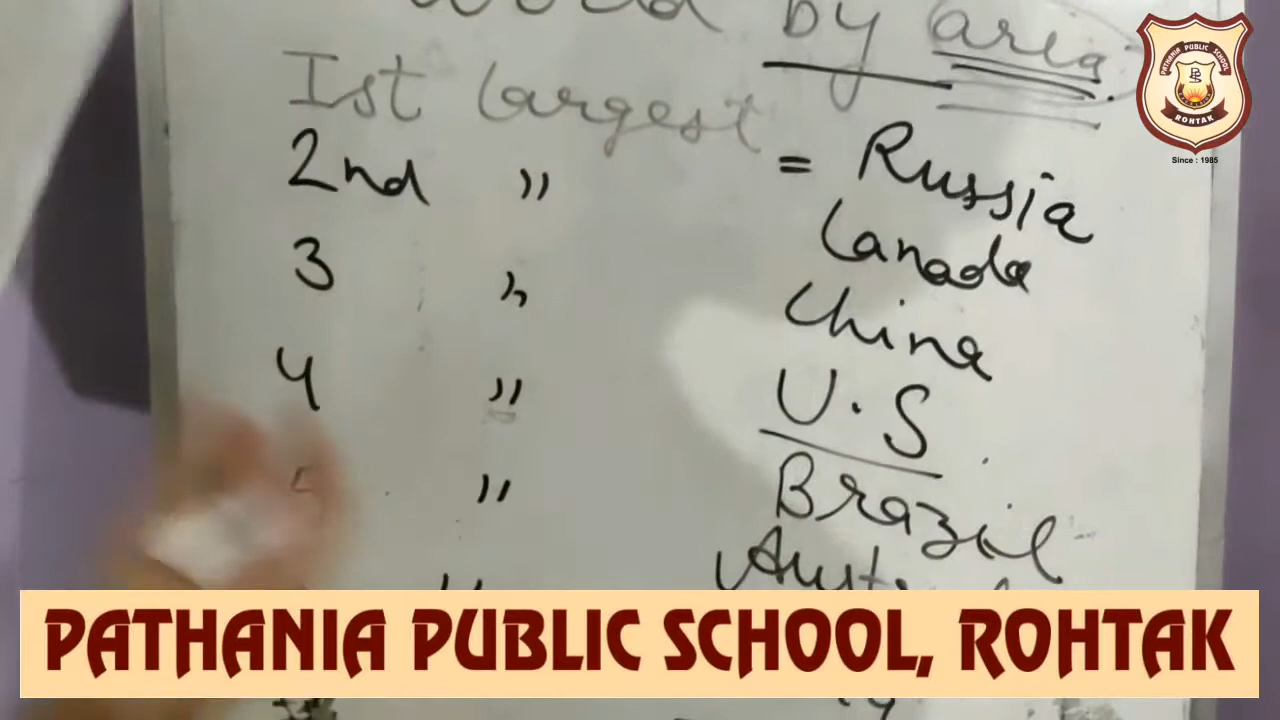 World by area
Ist largest = Russia
2nd " Canada
3 " China
4 " U.S
" Brazil
"
PATHANIA PUBLIC SCHOOL, ROHTAK
PATHANIA PUBLIC SCHOOL
ROHTAK
Since : 1985